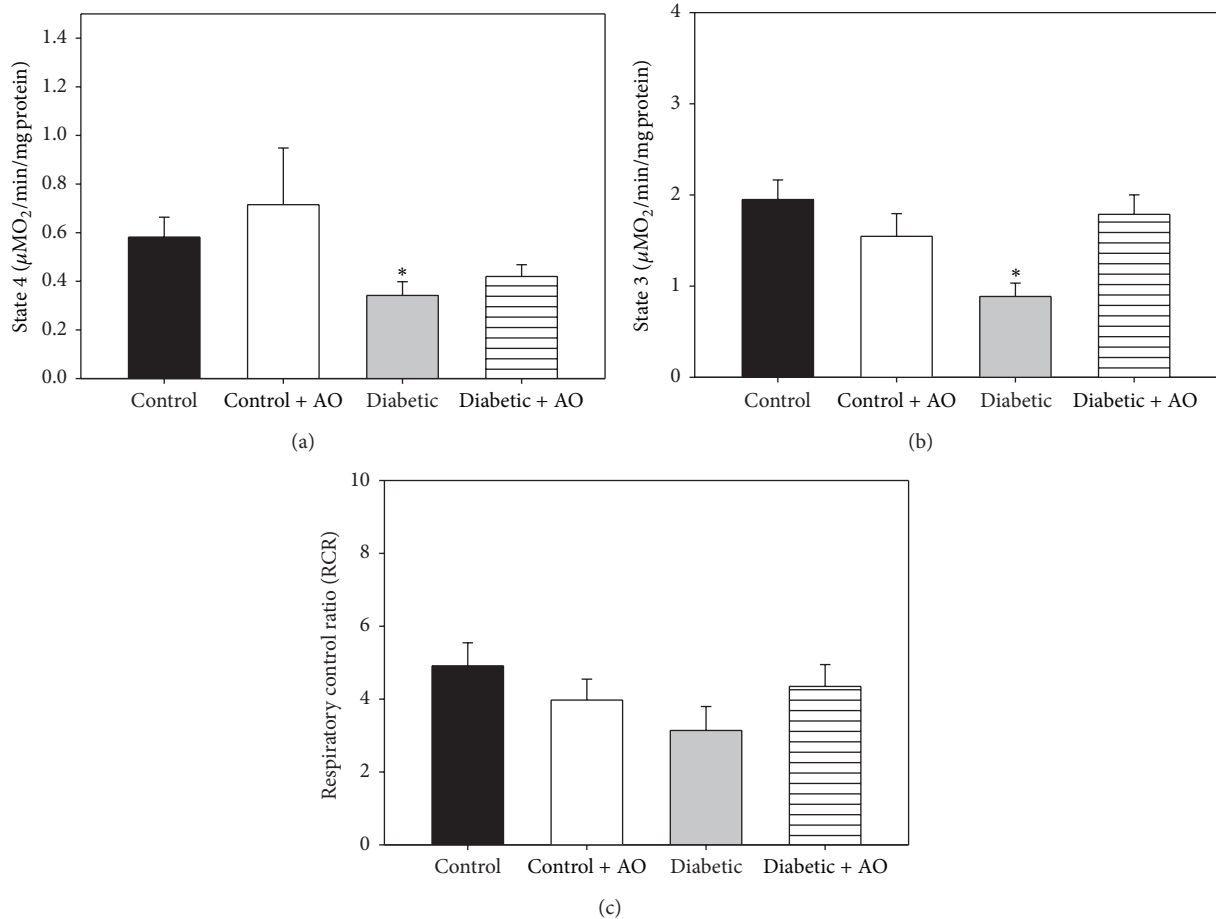 State 4 (μMO₂/min/mg protein)
1.4
1.2
1.0
0.8
0.6
0.4
0.2
0.0
*
Control
Control + AO
Diabetic
Diabetic + AO
(a)
State 3 (μMO₂/min/mg protein)
4
3
2
1
0
*
Control
Control + AO
Diabetic
Diabetic + AO
(b)
Respiratory control ratio (RCR)
10
8
6
4
2
0
Control
Control + AO
Diabetic
Diabetic + AO
(c)